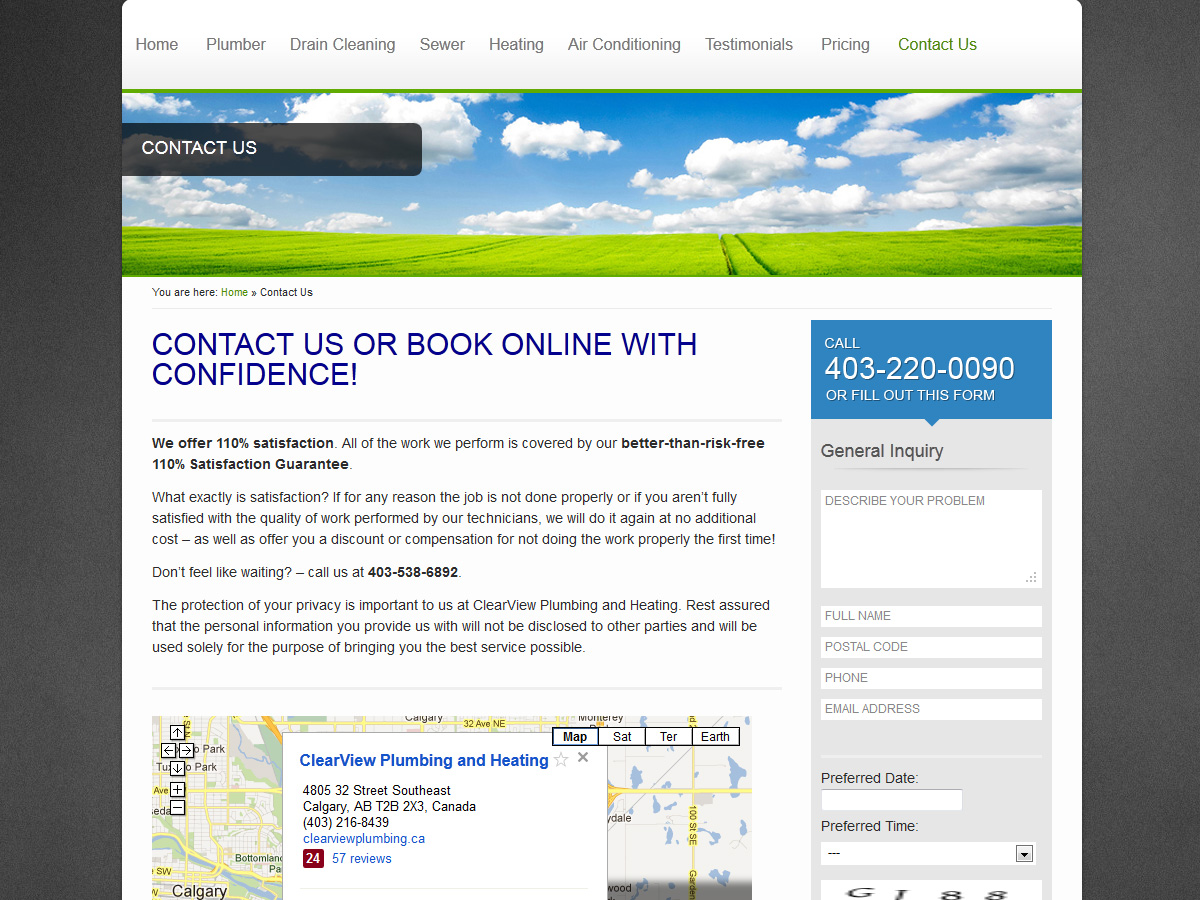 Home Plumber Drain Cleaning Sewer Heating Air Conditioning Testimonials Pricing Contact Us
CONTACT US
You are here: Home » Contact Us
CONTACT US OR BOOK ONLINE WITH
CONFIDENCE!
We offer 110% satisfaction. All of the work we perform is covered by our better-than-risk-free
110% Satisfaction Guarantee.
What exactly is satisfaction? If for any reason the job is not done properly or if you aren’t fully
satisfied with the quality of work performed by our technicians, we will do it again at no additional
cost – as well as offer you a discount or compensation for not doing the work properly the first time!
Don’t feel like waiting? – call us at 403-538-6892.
The protection of your privacy is important to us at ClearView Plumbing and Heating. Rest assured
that the personal information you provide us with will not be disclosed to other parties and will be
used solely for the purpose of bringing you the best service possible.
Calgary
32 Ave NE
Monterey
Park
Map Sat Ter Earth
Park
Park
Ave
ClearView Plumbing and Heating
4805 32 Street Southeast
Calgary, AB T2B 2X3, Canada
(403) 216-8439
clearviewplumbing.ca
24 57 reviews
100 St SE
Bottomland
SW
Calgary
CALL
403-220-0090
OR FILL OUT THIS FORM
General Inquiry
DESCRIBE YOUR PROBLEM
FULL NAME
POSTAL CODE
PHONE
EMAIL ADDRESS
Preferred Date:
Preferred Time:
---